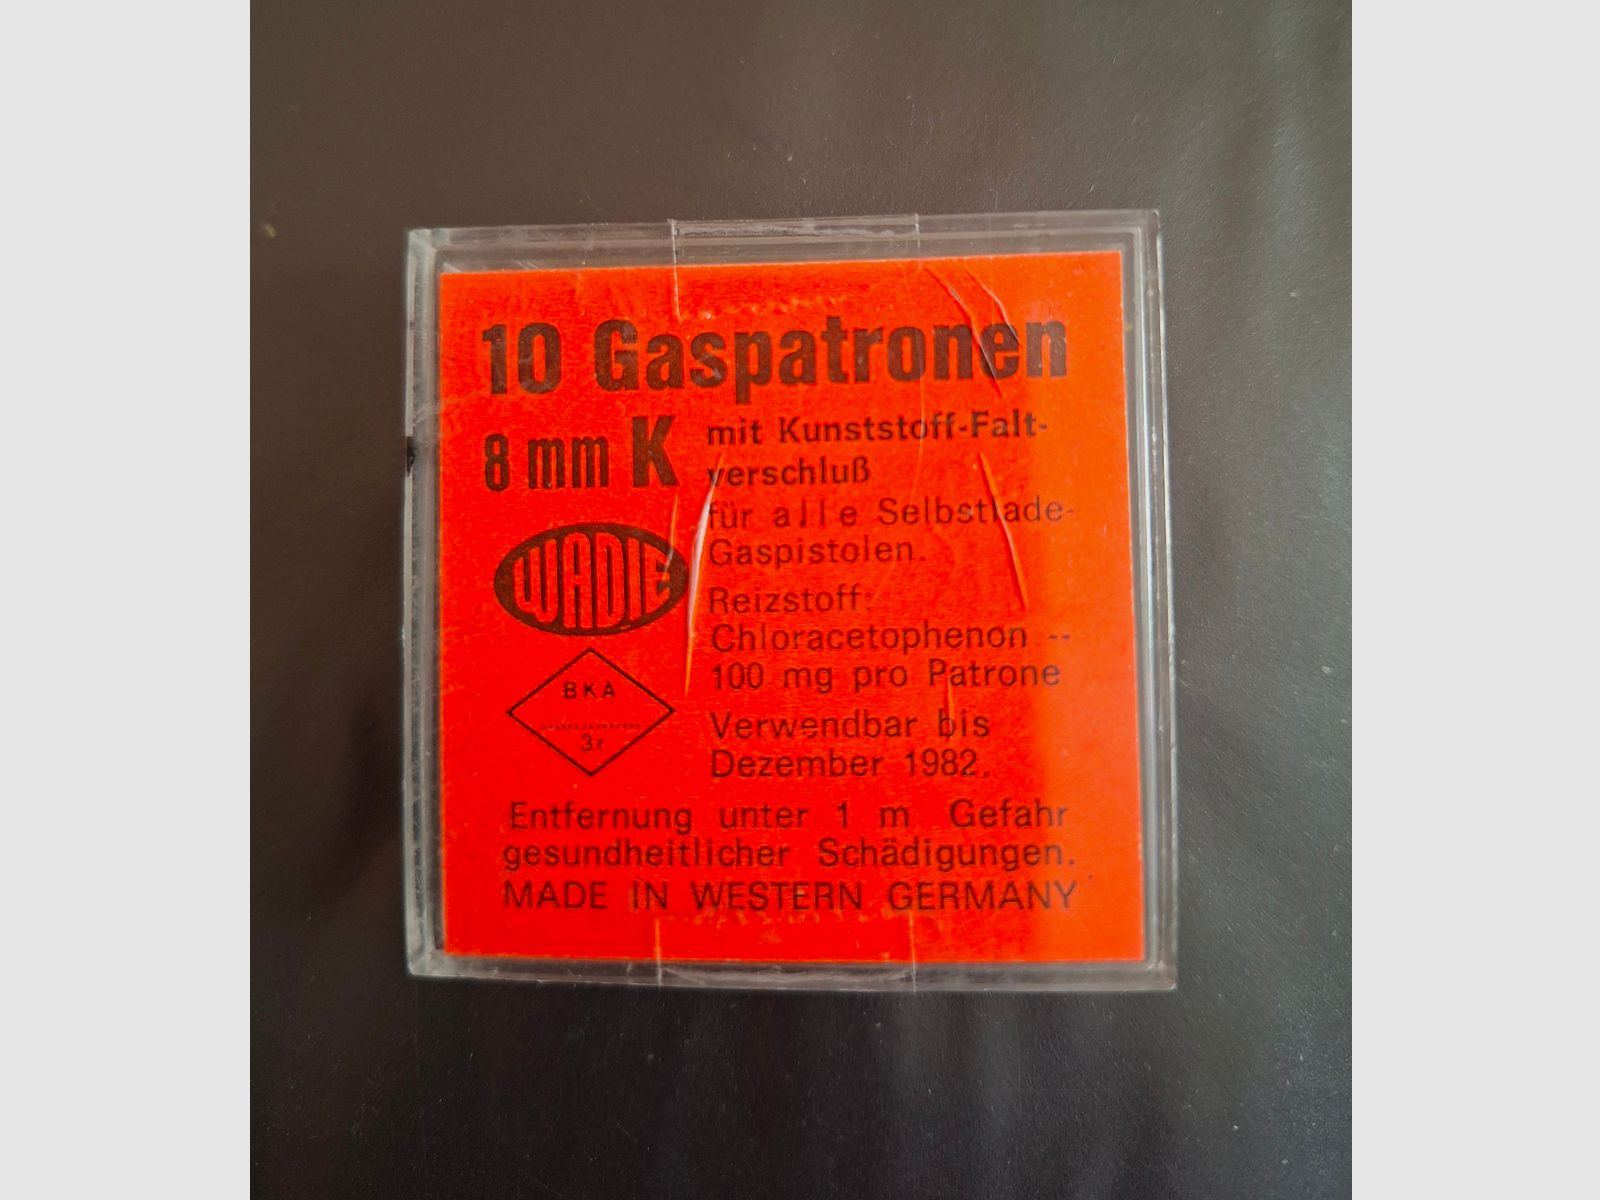 10 Gaspatronen
8 mm K
mit Kunststoff-Falt-
verschluß
für alle Selbstlade-
Gaspistolen.
WADIE
Reizstoff:
Chloracetophenon --
100 mg pro Patrone
BKA
3r
Verwendbar bis
Dezember 1982.
Entfernung unter 1 m Gefahr
gesundheitlicher Schädigungen.
MADE IN WESTERN GERMANY